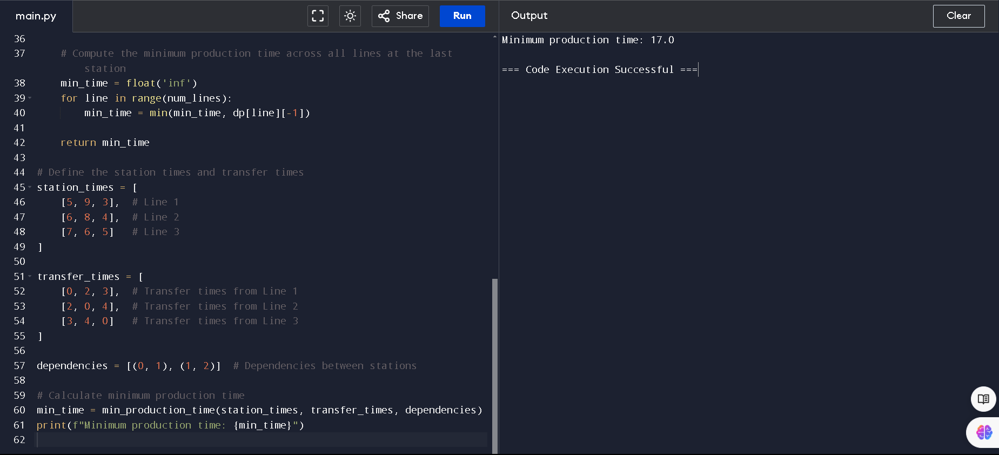 main.py
Share
Run
Output
Clear
36
37     # Compute the minimum production time across all lines at the last
            station
38     min_time = float('inf')
39     for line in range(num_lines):
40         min_time = min(min_time, dp[line][-1])
41
42     return min_time
43
44 # Define the station times and transfer times
45 station_times = [
46     [5, 9, 3],  # Line 1
47     [6, 8, 4],  # Line 2
48     [7, 6, 5]   # Line 3
49 ]
50
51 transfer_times = [
52     [0, 2, 3],  # Transfer times from Line 1
53     [2, 0, 4],  # Transfer times from Line 2
54     [3, 4, 0]   # Transfer times from Line 3
55 ]
56
57 dependencies = [(0, 1), (1, 2)]  # Dependencies between stations
58
59 # Calculate minimum production time
60 min_time = min_production_time(station_times, transfer_times, dependencies)
61 print(f"Minimum production time: {min_time}")
62
Minimum production time: 17.0
=== Code Execution Successful ===